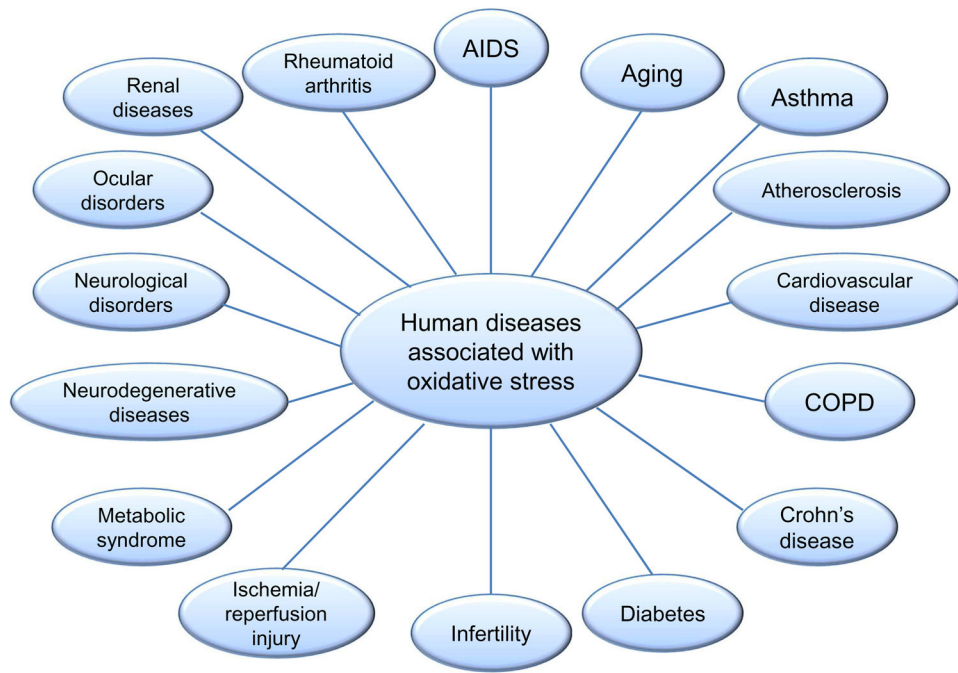 AIDS
Aging
Asthma
Atherosclerosis
Cardiovascular
disease
COPD
Crohn’s
disease
Diabetes
Infertility
Ischemia/
reperfusion
injury
Metabolic
syndrome
Neurodegenerative
diseases
Neurological
disorders
Ocular
disorders
Renal
diseases
Rheumatoid
arthritis
Human diseases
associated with
oxidative stress